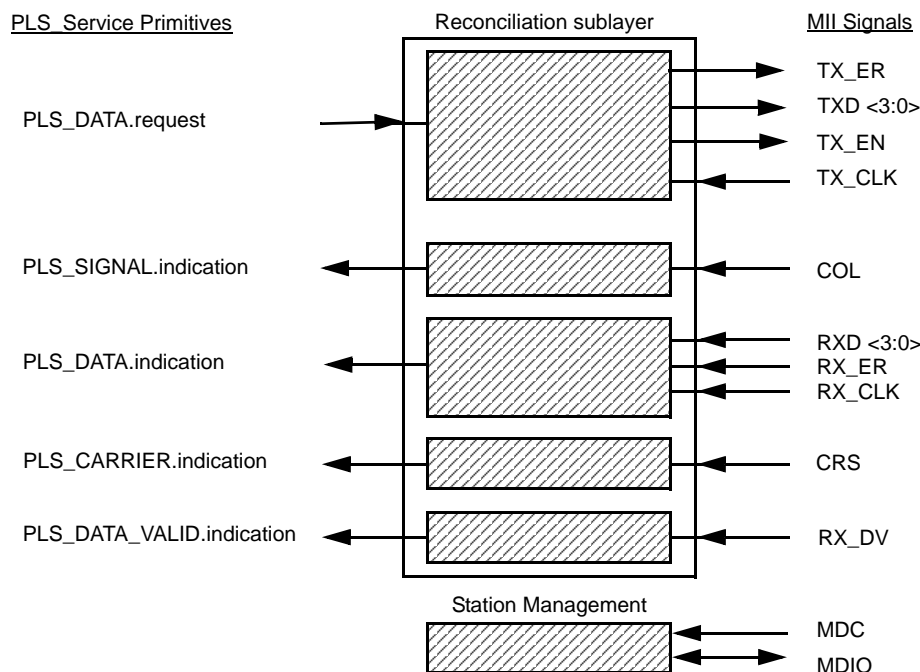 PLS_Service Primitives
Reconciliation sublayer
MII Signals
TX_ER
TXD <3:0>
PLS_DATA.request
TX_EN
TX_CLK
PLS_SIGNAL.indication
COL
RXD <3:0>
PLS_DATA.indication
RX_ER
RX_CLK
PLS_CARRIER.indication
CRS
PLS_DATA_VALID.indication
RX_DV
Station Management
MDC
MDIO